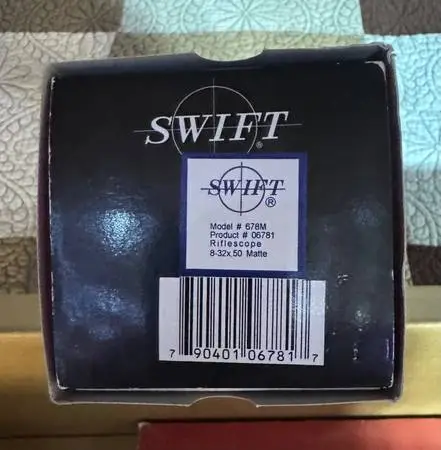 SWIFT®
SWIFT®
Model # 678M
Product # 06781
Riflescope
8-32x,50 Matte
7 90401 06781 7